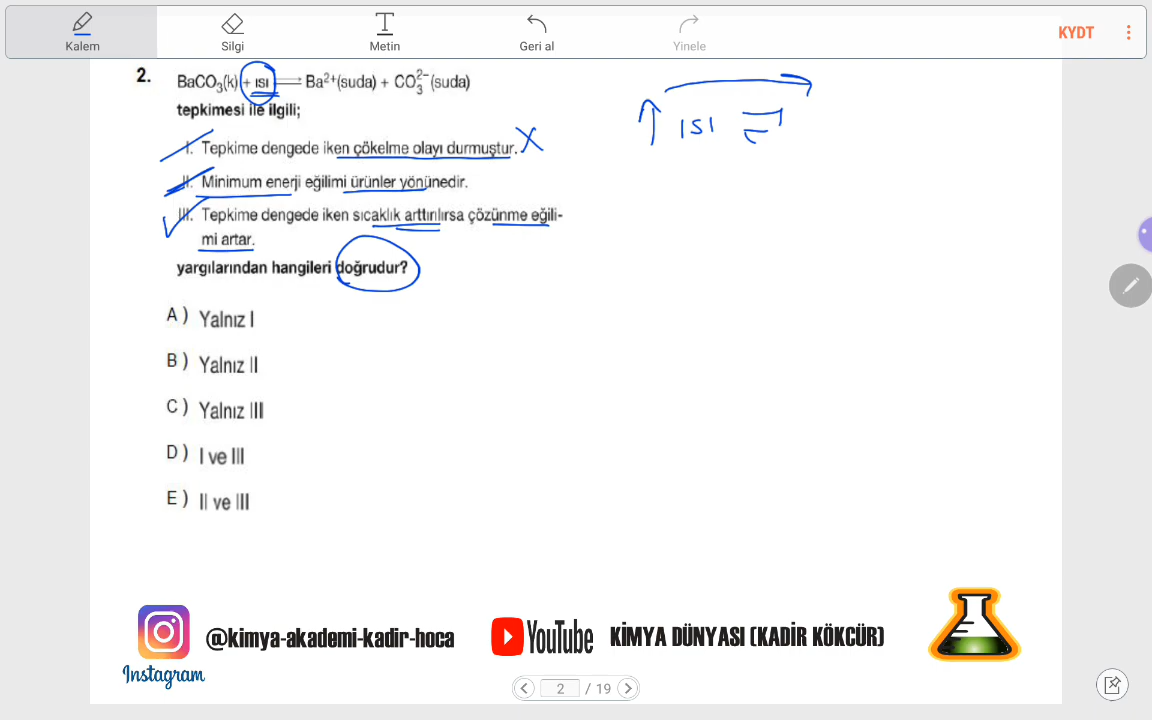 Kalem
Silgi
Metin
Geri al
Yinele
KYDT
2. BaCO₃(k) + ısı ⇌ Ba²⁺(suda) + CO₃²⁻(suda)
tepkimesi ile ilgili;
I. Tepkime dengede iken çökelme olayı durmuştur. X
II. Minimum enerji eğilimi ürünler yönünedir.
III. Tepkime dengede iken sıcaklık arttırılırsa çözünme eğili-
mi artar.
yargılarından hangileri doğrudur?
↑ ısı ⇌
A) Yalnız I
B) Yalnız II
C) Yalnız III
D) I ve III
E) II ve III
Instagram
@kimya-akademi-kadir-hoca
YouTube
KİMYA DÜNYASI (KADİR KÖKCÜR)
2 / 19